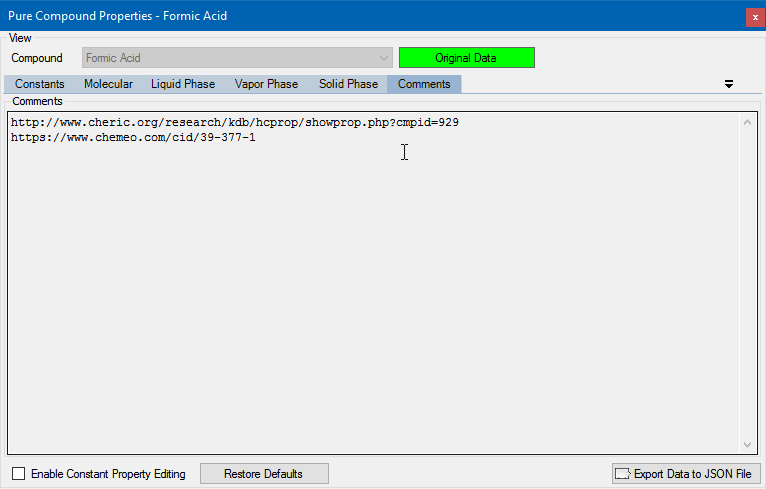 Pure Compound Properties - Formic Acid
x
View
Compound Formic Acid Original Data
Constants Molecular Liquid Phase Vapor Phase Solid Phase Comments
Comments
http://www.cheric.org/research/kdb/hcprop/showprop.php?cmpid=929
https://www.chemeo.com/cid/39-377-1
Enable Constant Property Editing Restore Defaults Export Data to JSON File